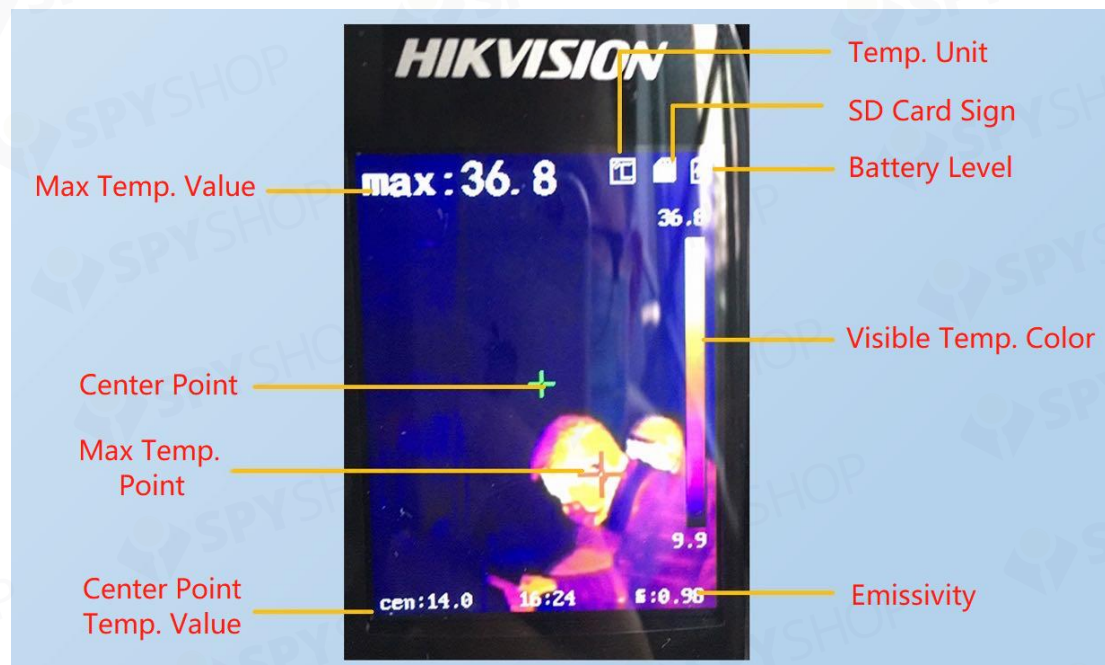 HIKVISION
Temp. Unit
SD Card Sign
Battery Level
Max Temp. Value
max:36.8
℃
36.8
Visible Temp. Color
Center Point
Max Temp.
Point
9.9
Center Point
Temp. Value
cen:14.0 16:24 E:0.96
Emissivity
SPYSHOP